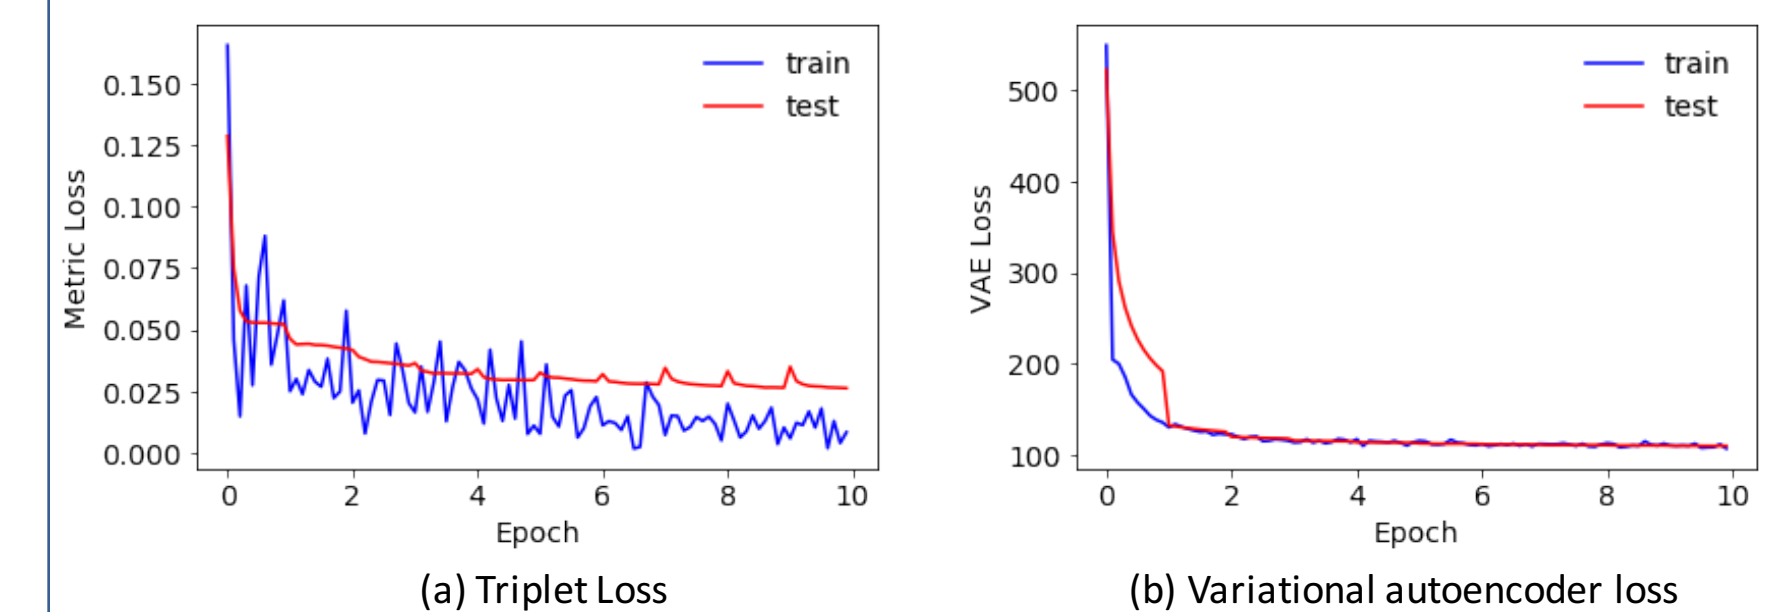 0.150
0.125
0.100
0.075
0.050
0.025
0.000
Metric Loss
train
test
0 2 4 6 8 10
Epoch
(a) Triplet Loss
500
400
300
200
100
VAE Loss
train
test
0 2 4 6 8 10
Epoch
(b) Variational autoencoder loss